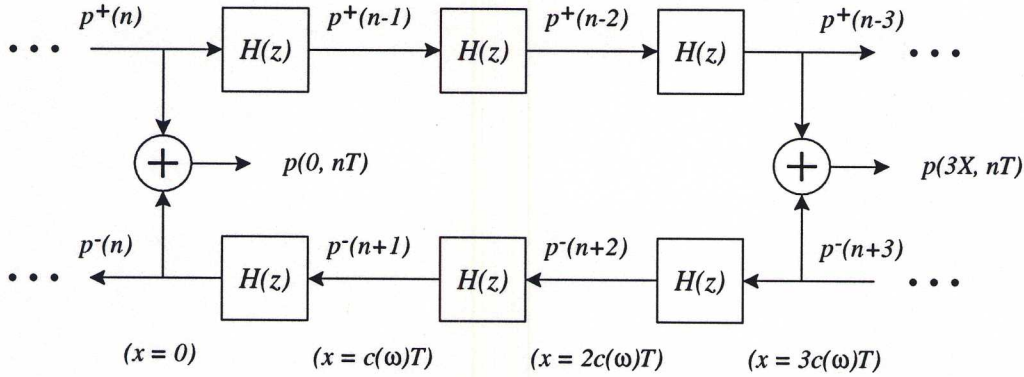 p⁺(n) p⁺(n-1) p⁺(n-2) p⁺(n-3)
••• H(z) H(z) H(z) •••
+ p(0, nT) + p(3X, nT)
p⁻(n) p⁻(n+1) p⁻(n+2) p⁻(n+3)
••• H(z) H(z) H(z) •••
(x = 0) (x = c(ω)T) (x = 2c(ω)T) (x = 3c(ω)T)